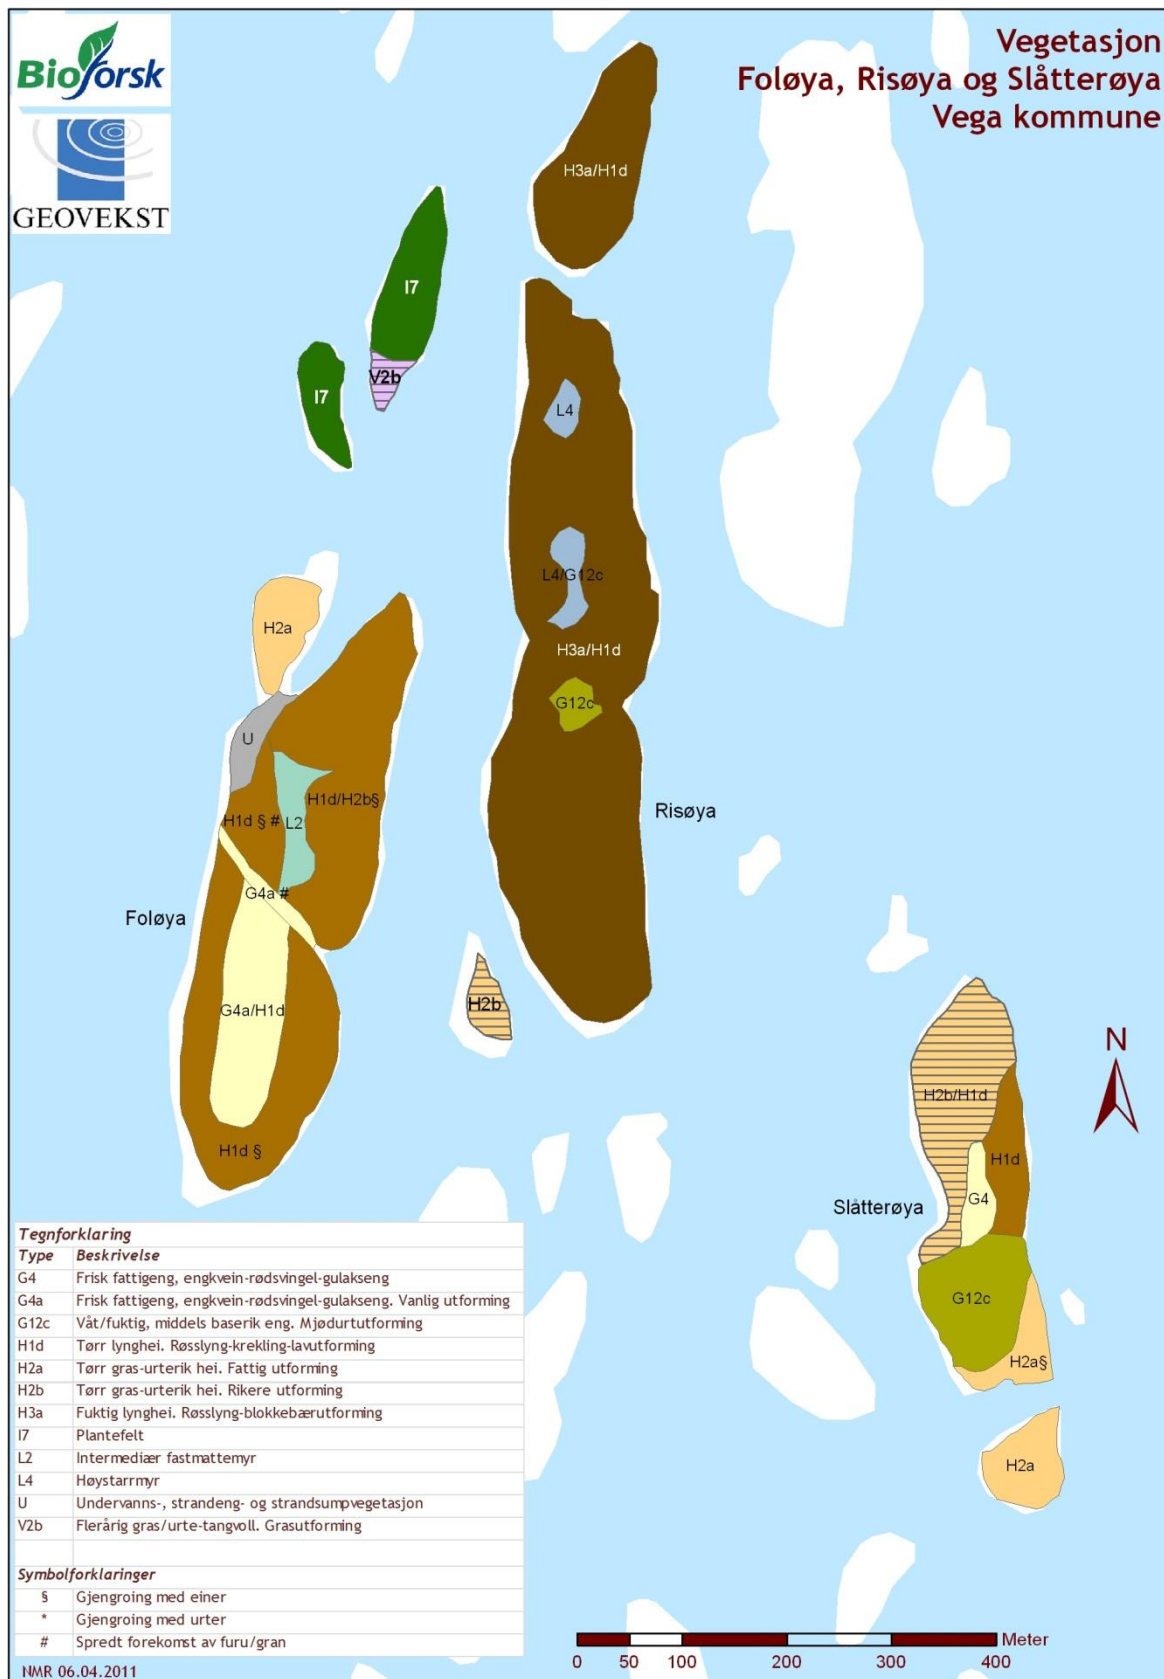 Bioforsk
GEOVEKST
Vegetasjon
Foløya, Risøya og Slåtterøya
Vega kommune
H3a/H1d
I7
V2b
I7
L4
L4/G12c
H3a/H1d
G12c
H2a
U
H1d/H2b§
H1d § #
L2
G4a #
Foløya
Risøya
G4a/H1d
H2b
H1d §
N
H2b/H1d
H1d
G4
Slåtterøya
G12c
H2a§
H2a
Tegnforklaring
Type Beskrivelse
G4 Frisk fattigeng, engkvein-rødsvingel-gulakseng
G4a Frisk fattigeng, engkvein-rødsvingel-gulakseng. Vanlig utforming
G12c Våt/fuktig, middels baserik eng. Mjødurtutforming
H1d Tørr lynghei. Røsslyng-krekling-lavutforming
H2a Tørr gras-urterik hei. Fattig utforming
H2b Tørr gras-urterik hei. Rikere utforming
H3a Fuktig lynghei. Røsslyng-blokkebærutforming
I7 Plantefelt
L2 Intermediær fastmattemyr
L4 Høystarrmyr
U Undervanns-, strandeng- og strandsumpvegetasjon
V2b Flerårig gras/urte-tangvoll. Grasutforming
Symbolforklaringer
§ Gjengroing med einer
* Gjengroing med urter
# Spredt forekomst av furu/gran
NMR 06.04.2011
Meter
0 50 100 200 300 400